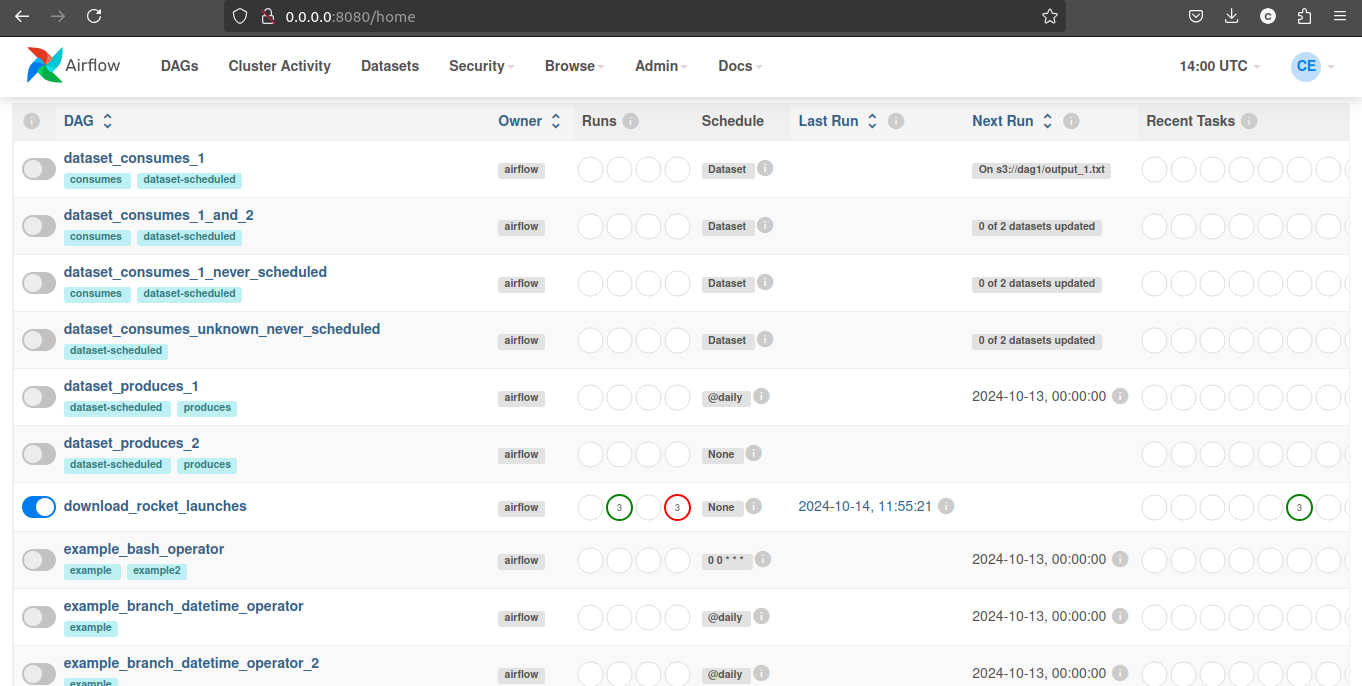 0.0.0.0:8080/home
C
Airflow DAGs Cluster Activity Datasets Security Browse Admin Docs 14:00 UTC CE
i DAG Owner Runs i Schedule Last Run i Next Run i Recent Tasks i
dataset_consumes_1
consumes dataset-scheduled
airflow Dataset i On s3://dag1/output_1.txt
dataset_consumes_1_and_2
consumes dataset-scheduled
airflow Dataset i 0 of 2 datasets updated
dataset_consumes_1_never_scheduled
consumes dataset-scheduled
airflow Dataset i 0 of 2 datasets updated
dataset_consumes_unknown_never_scheduled
dataset-scheduled
airflow Dataset i 0 of 2 datasets updated
dataset_produces_1
dataset-scheduled produces
airflow @daily i 2024-10-13, 00:00:00 i
dataset_produces_2
dataset-scheduled produces
airflow None i
download_rocket_launches airflow 3 3 None i 2024-10-14, 11:55:21 i 3
example_bash_operator
example example2
airflow 0 0 * * * i 2024-10-13, 00:00:00 i
example_branch_datetime_operator
example
airflow @daily i 2024-10-13, 00:00:00 i
example_branch_datetime_operator_2
example
airflow @daily i 2024-10-13, 00:00:00 i